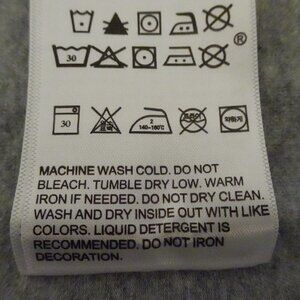 ®
30
30
2
140~160℃
MACHINE WASH COLD. DO NOT
BLEACH. TUMBLE DRY LOW. WARM
IRON IF NEEDED. DO NOT DRY CLEAN.
WASH AND DRY INSIDE OUT WITH LIKE
COLORS. LIQUID DETERGENT IS
RECOMMENDED. DO NOT IRON
DECORATION.